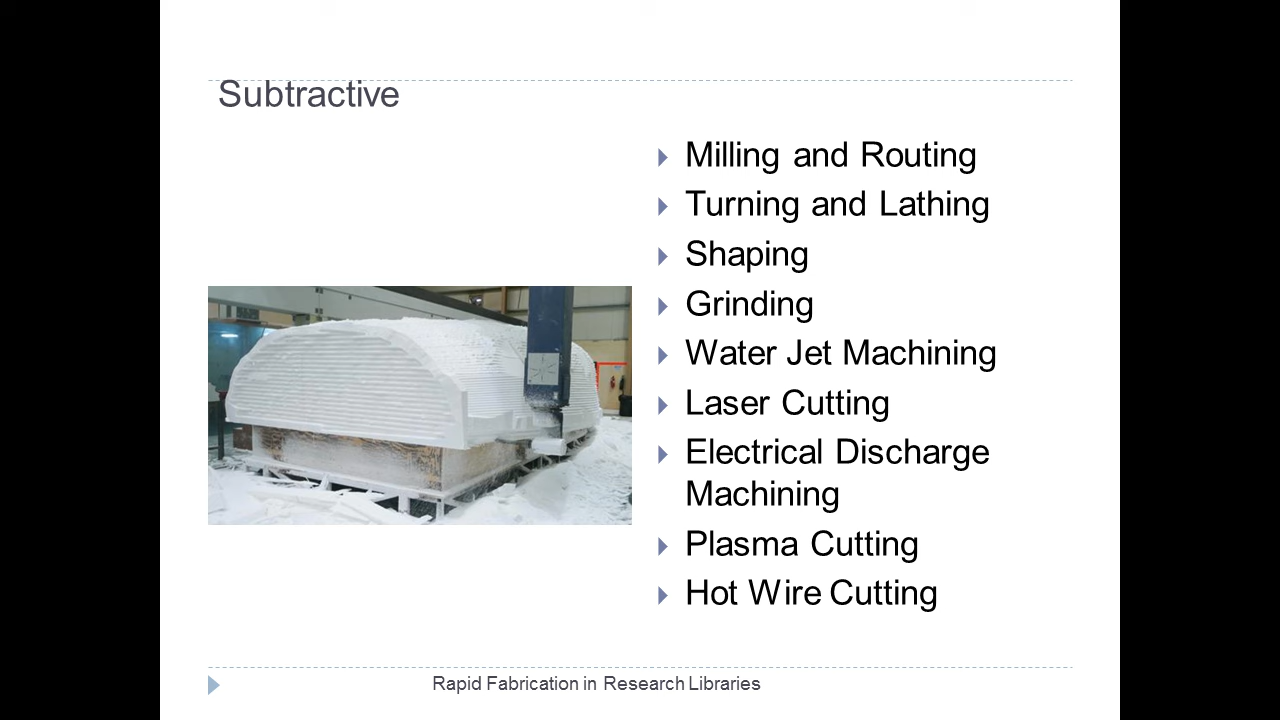 Subtractive
Milling and Routing
Turning and Lathing
Shaping
Grinding
Water Jet Machining
Laser Cutting
Electrical Discharge
Machining
Plasma Cutting
Hot Wire Cutting
Rapid Fabrication in Research Libraries